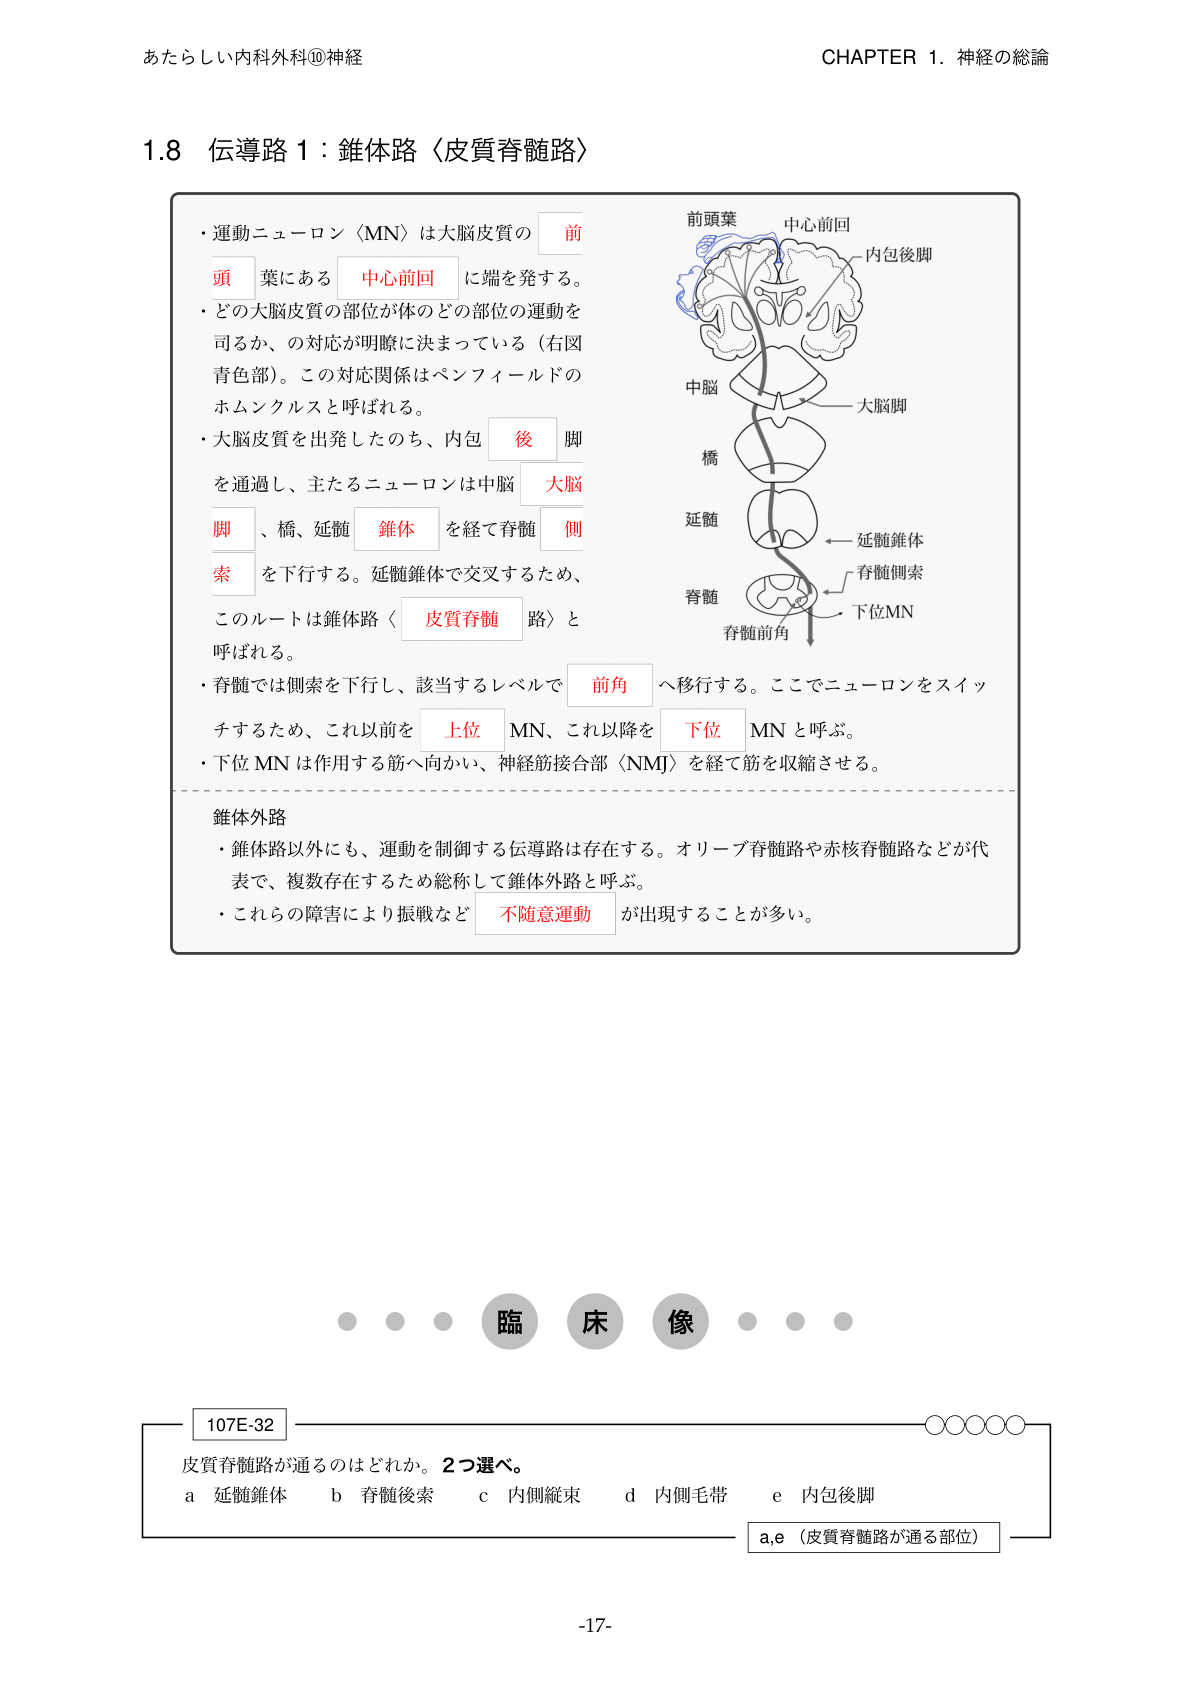 あたらしい内科外科⑩神経
CHAPTER 1. 神経の総論
1.8 伝導路 1：錐体路〈皮質脊髄路〉
・運動ニューロン〈MN〉は大脳皮質の 前
頭 葉にある 中心前回 に端を発する。
・どの大脳皮質の部位が体のどの部位の運動を
司るか、の対応が明瞭に決まっている（右図
青色部）。この対応関係はペンフィールドの
ホムンクルスと呼ばれる。
・大脳皮質を出発したのち、内包 後 脚
を通過し、主たるニューロンは中脳 大脳
脚 、橋、延髄 錐体 を経て脊髄 側
索 を下行する。延髄錐体で交叉するため、
このルートは錐体路〈 皮質脊髄 路〉と
呼ばれる。
前頭葉
中心前回
内包後脚
中脳
大脳脚
橋
延髄
延髄錐体
脊髄側索
脊髄
下位MN
脊髄前角
・脊髄では側索を下行し、該当するレベルで 前角 へ移行する。ここでニューロンをスイッ
チするため、これ以前を 上位 MN、これ以降を 下位 MN と呼ぶ。
・下位 MN は作用する筋へ向かい、神経筋接合部〈NMJ〉を経て筋を収縮させる。
錐体外路
・錐体路以外にも、運動を制御する伝導路は存在する。オリーブ脊髄路や赤核脊髄路などが代
表で、複数存在するため総称して錐体外路と呼ぶ。
・これらの障害により振戦など 不随意運動 が出現することが多い。
臨 床 像
107E-32
皮質脊髄路が通るのはどれか。2つ選べ。
a 延髄錐体 b 脊髄後索 c 内側縦束 d 内側毛帯 e 内包後脚
a,e （皮質脊髄路が通る部位）
-17-